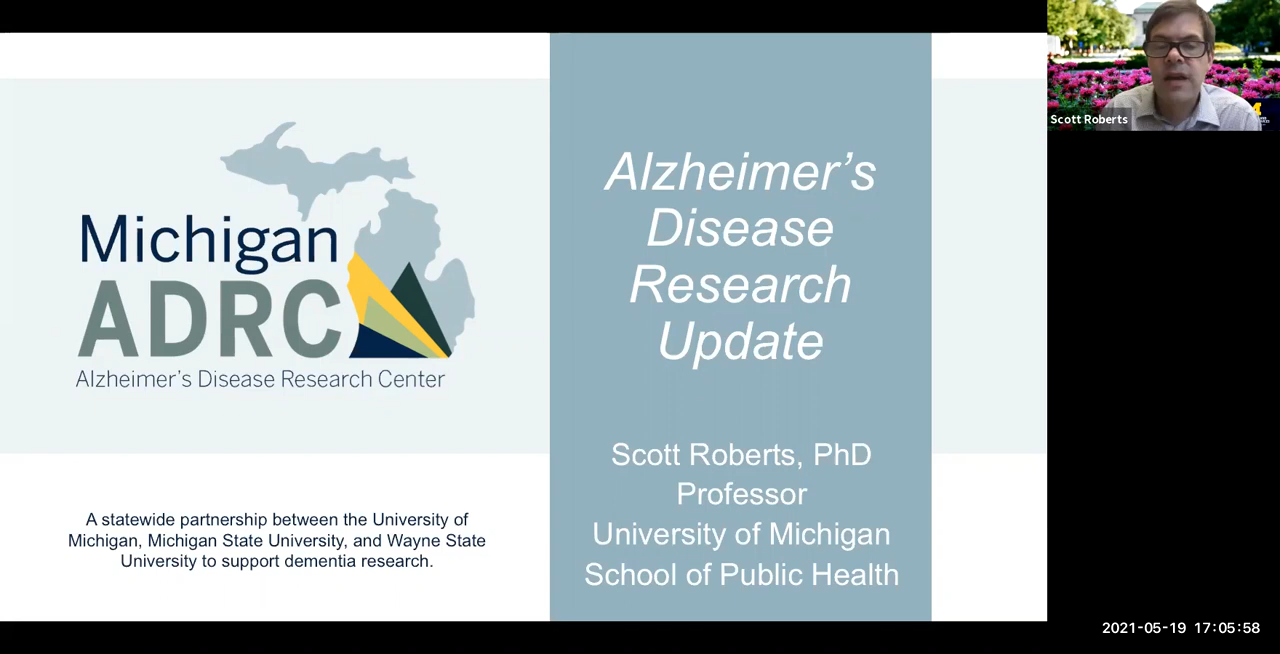 Michigan
ADRC
Alzheimer's Disease Research Center
A statewide partnership between the University of
Michigan, Michigan State University, and Wayne State
University to support dementia research.
Alzheimer’s
Disease
Research
Update
Scott Roberts, PhD
Professor
University of Michigan
School of Public Health
Scott Roberts
2021-05-19 17:05:58